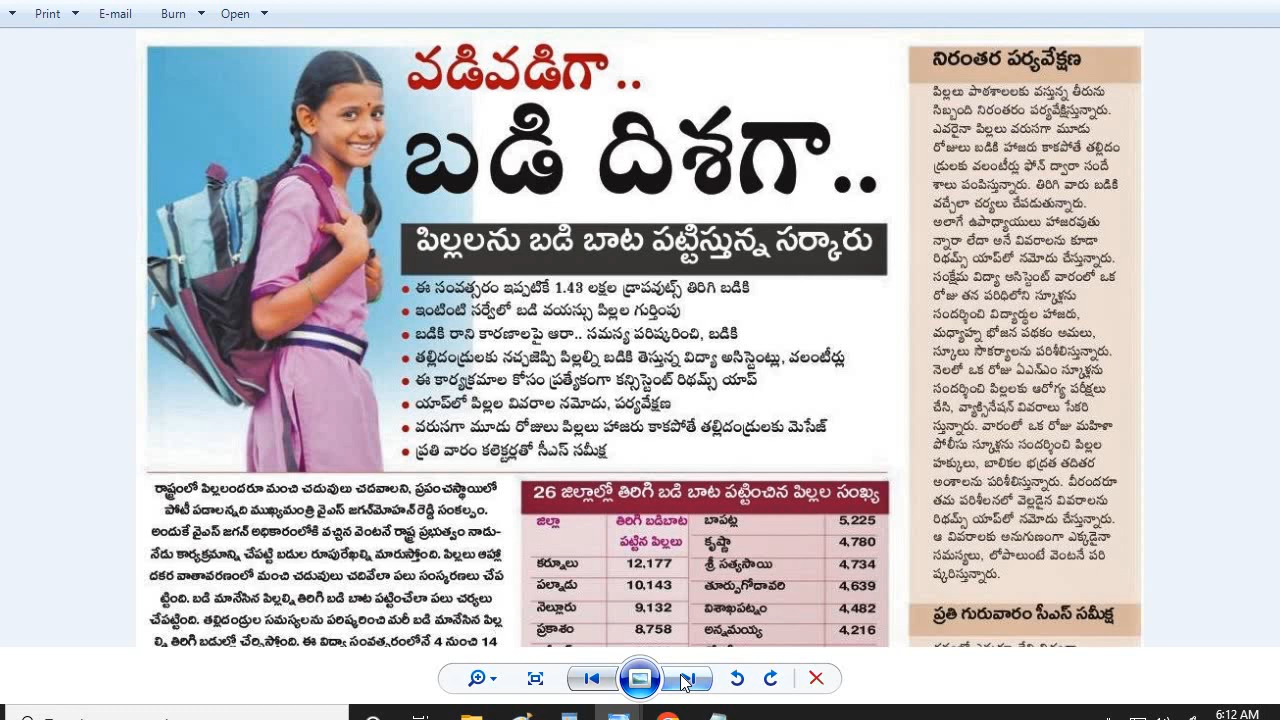 Print
E-mail
Burn
Open
వడివడిగా..
బడి దిశగా..
పిల్లలను బడి బాట పట్టిస్తున్న సర్కారు
• ఈ సంవత్సరం ఇప్పటికే 1.43 లక్షల డ్రాపవుట్స్ తిరిగి బడికి
• ఇంటింటి సర్వేలో బడి వయస్సు పిల్లల గుర్తింపు
• బడికి రాని కారణాలపై ఆరా.. సమస్య పరిష్కరించి, బడికి
• తల్లిదండ్రులకు నచ్చజెప్పి పిల్లల్ని బడికి తెస్తున్న విద్యా అసిస్టెంట్లు, వలంటీర్లు
• ఈ కార్యక్రమాల కోసం ప్రత్యేకంగా కన్సిస్టెంట్ రిథమ్స్ యాప్
• యాప్‌లో పిల్లల వివరాల నమోదు, పర్యవేక్షణ
• వరుసగా మూడు రోజులు పిల్లలు హాజరు కాకపోతే తల్లిదండ్రులకు మెసేజ్
• ప్రతి వారం కలెక్టర్లతో సీఎస్ సమీక్ష
రాష్ట్రంలో పిల్లలందరూ మంచి చదువులు చదవాలని, ప్రపంచస్థాయిలో
పోటీ పడాలన్నది ముఖ్యమంత్రి వైఎస్ జగన్‌మోహన్ రెడ్డి సంకల్పం.
అందుకే వైఎస్ జగన్ అధికారంలోకి వచ్చిన వెంటనే రాష్ట్ర ప్రభుత్వం నాడు–
నేడు కార్యక్రమాన్ని చేపట్టి బడుల రూపురేఖల్ని మారుస్తోంది. పిల్లలు ఆహ్లా
దకర వాతావరణంలో మంచి చదువులు చదివేలా పలు సంస్కరణలు చేప
ట్టింది. బడి మానేసిన పిల్లల్ని తిరిగి బడి బాట పట్టించేలా పలు చర్యలు
చేపట్టింది. తల్లిదండ్రుల సమస్యలను పరిష్కరించి మరీ బడి మానేసిన పిల్ల
ల్ని తిరిగి బడుల్లో చేర్పిస్తోంది. ఈ విద్యా సంవత్సరంలోనే 4 నుంచి 14
26 జిల్లాల్లో తిరిగి బడి బాట పట్టించిన పిల్లల సంఖ్య
జిల్లా తిరిగి బడిబాట బాపట్ల 5,225
పట్టిన పిల్లలు కృష్ణా 4,780
కర్నూలు 12,177 శ్రీ సత్యసాయి 4,734
పల్నాడు 10,143 తూర్పుగోదావరి 4,639
నెల్లూరు 9,132 విశాఖపట్నం 4,482
ప్రకాశం 8,758 అన్నమయ్య 4,216
నిరంతర పర్యవేక్షణ
పిల్లలు పాఠశాలలకు వస్తున్న తీరును
సిబ్బంది నిరంతరం పర్యవేక్షిస్తున్నారు.
ఎవరైనా పిల్లలు వరుసగా మూడు
రోజులు బడికి హాజరు కాకపోతే తల్లిదం
డ్రులకు వలంటీర్లు ఫోన్ ద్వారా సందే
శాలు పంపిస్తున్నారు. తిరిగి వారు బడికి
వచ్చేలా చర్యలు చేపడుతున్నారు.
అలాగే ఉపాధ్యాయులు హాజరవుతు
న్నారా లేదా అనే వివరాలను కూడా
రిథమ్స్ యాప్‌లో నమోదు చేస్తున్నారు.
సంక్షేమ విద్యా అసిస్టెంట్ వారంలో ఒక
రోజు తన పరిధిలోని స్కూళ్లను
సందర్శించి విద్యార్థుల హాజరు,
మధ్యాహ్న భోజన పథకం అమలు,
స్కూలు సౌకర్యాలను పరిశీలిస్తున్నారు.
నెలలో ఒక రోజు ఏఎన్ఎం స్కూళ్లను
సందర్శించి పిల్లలకు ఆరోగ్య పరీక్షలు
చేసి, వ్యాక్సినేషన్ వివరాలు సేకరి
స్తున్నారు. వారంలో ఒక రోజు మహిళా
పోలీసు స్కూళ్లను సందర్శించి పిల్లల
హక్కులు, బాలికల భద్రత తదితర
అంశాలను పరిశీలిస్తున్నారు. వీరందరూ
తమ పరిశీలనలో వెల్లడైన వివరాలను
రిథమ్స్ యాప్‌లో నమోదు చేస్తున్నారు.
ఆ వివరాలకు అనుగుణంగా ఎక్కడైనా
సమస్యలు, లోపాలుంటే వెంటనే పరి
ష్కరిస్తున్నారు.
ప్రతి గురువారం సీఎస్ సమీక్ష
6:12 AM